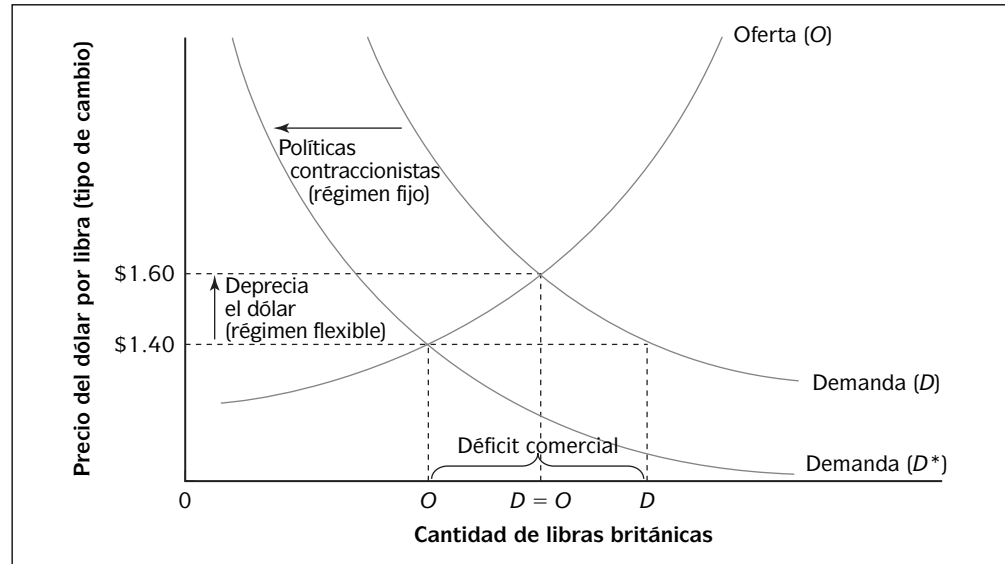 Oferta (O)
Políticas
contraccionistas
(régimen fijo)
Precio del dólar por libra (tipo de cambio)
$1.60
Deprecia
el dólar
(régimen flexible)
$1.40
Demanda (D)
Déficit comercial
Demanda (D*)
0
O
D = O
D
Cantidad de libras británicas